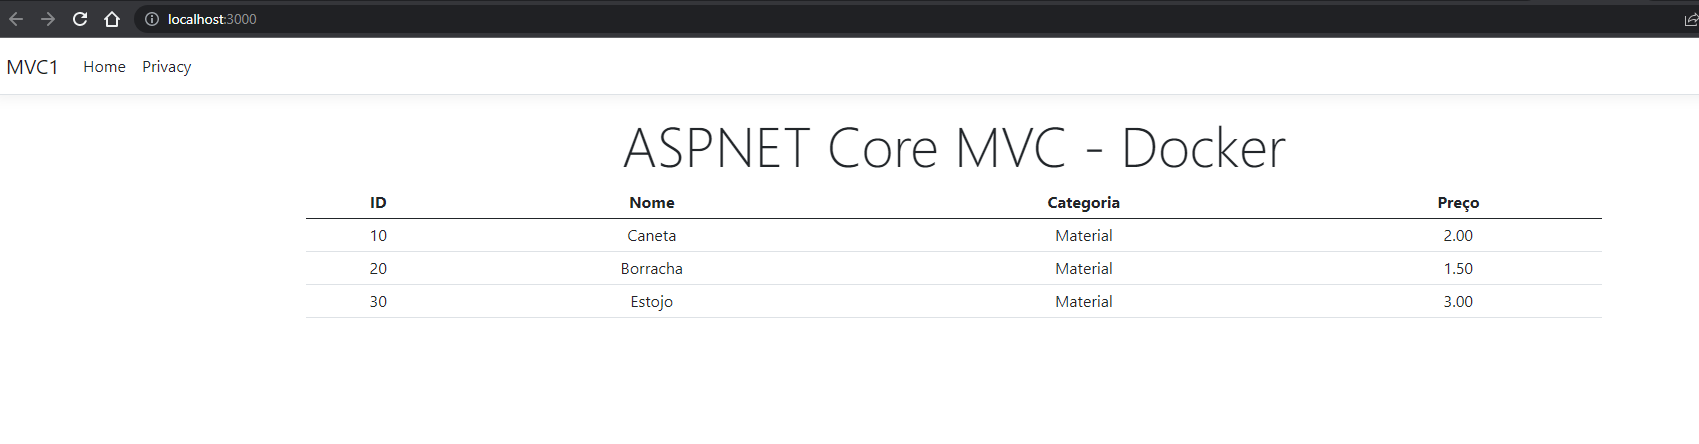 localhost:3000
MVC1 Home Privacy
ASPNET Core MVC - Docker
ID Nome Categoria Preço
10 Caneta Material 2.00
20 Borracha Material 1.50
30 Estojo Material 3.00